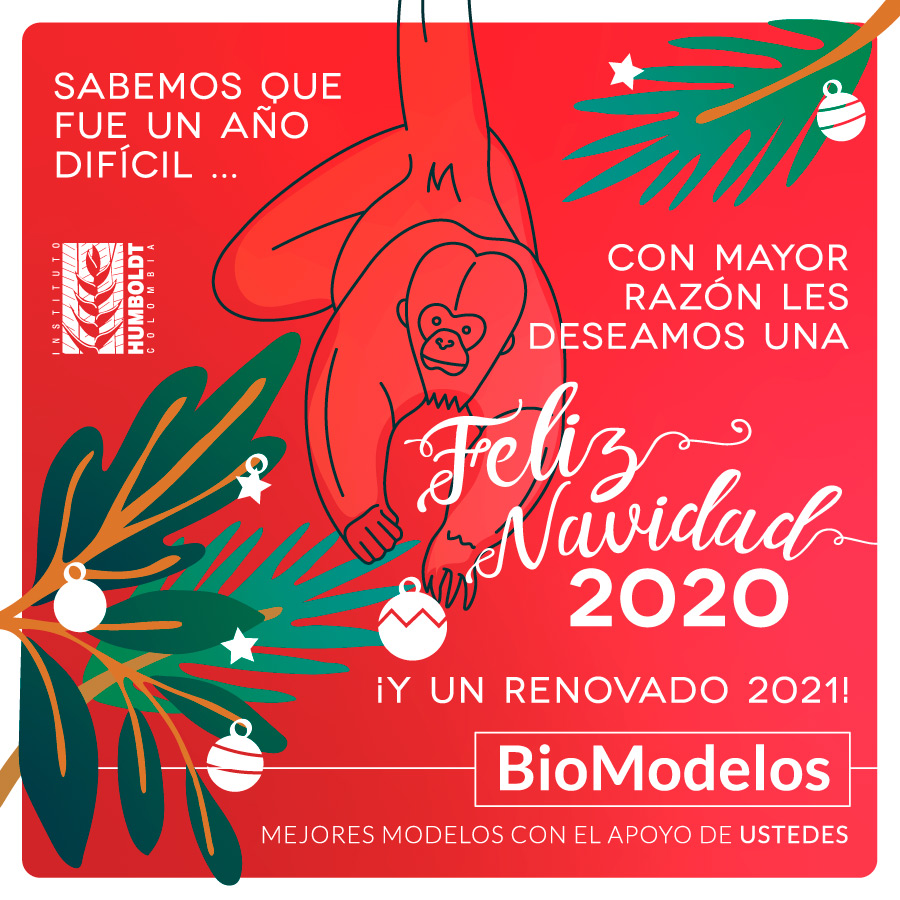 SABEMOS QUE
FUE UN AÑO
DIFÍCIL ...
INSTITUTO
HUMBOLDT
COLOMBIA
CON MAYOR
RAZÓN LES
DESEAMOS UNA
Feliz
Navidad
2020
¡Y UN RENOVADO 2021!
BioModelos
MEJORES MODELOS CON EL APOYO DE USTEDES